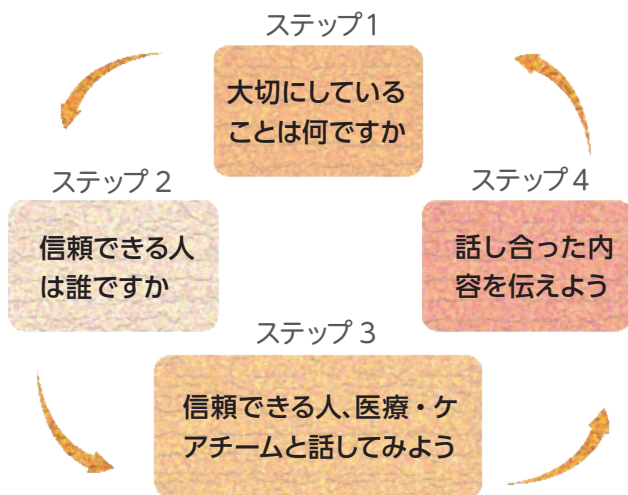 ステップ1
大切にしている
ことは何ですか
ステップ2
信頼できる人
は誰ですか
ステップ3
信頼できる人、医療・ケ
アチームと話してみよう
ステップ4
話し合った内
容を伝えよう